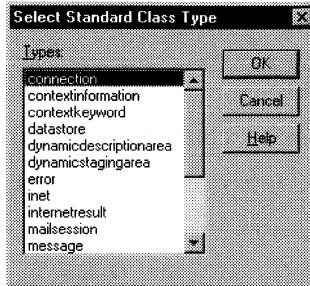 Select Standard Class Type
Types:
connection
contextinformation
contextkeyword
datastore
dynamicdescriptionarea
dynamicstagingarea
error
inet
internetresult
mailsession
message
OK
Cancel
Help